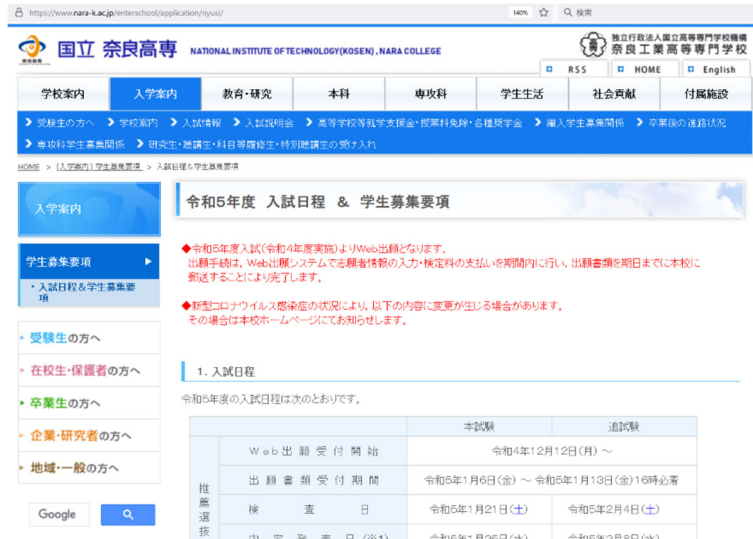 https://www.nara-k.ac.jp/enterschool/application/nyusi/
140%
検索
国立 奈良高専 NATIONAL INSTITUTE OF TECHNOLOGY(KOSEN), NARA COLLEGE
独立行政法人国立高等専門学校機構
奈良工業高等専門学校
RSS HOME English
学校案内 入学案内 教育・研究 本科 専攻科 学生生活 社会貢献 付属施設
受験生の方へ 学校案内 入試情報 入試説明会 高等学校等就学支援金・授業料免除・各種奨学金 編入学生募集関係 卒業後の進路状況
専攻科学生募集関係 研究生・聴講生・科目等履修生・特別聴講生の受け入れ
HOME > [入学案内] 学生募集要項 > 入試日程&学生募集要項
入学案内
令和5年度 入試日程 & 学生募集要項
学生募集要項
・入試日程&学生募集要項
◆令和5年度入試(令和4年度実施)よりWeb出願となります。
出願手続は、Web出願システムで志願者情報の入力・検定料の支払いを期間内に行い、出願書類を期日までに本校に
郵送することにより完了します。
◆新型コロナウイルス感染症の状況により、以下の内容に変更が生じる場合があります。
その場合は本校ホームページにてお知らせします。
受験生の方へ
在校生・保護者の方へ
卒業生の方へ
企業・研究者の方へ
地域・一般の方へ
Google
1. 入試日程
令和5年度の入試日程は次のとおりです。
本試験 追試験
推薦選抜
Web出願受付開始 令和4年12月12日(月) ～
出願書類受付期間 令和5年1月6日(金) ～ 令和5年1月13日(金)16時必着
検査日 令和5年1月21日(土) 令和5年2月4日(土)
内定発表日(※1) 令和5年1月25日(水) 令和5年2月8日(水)